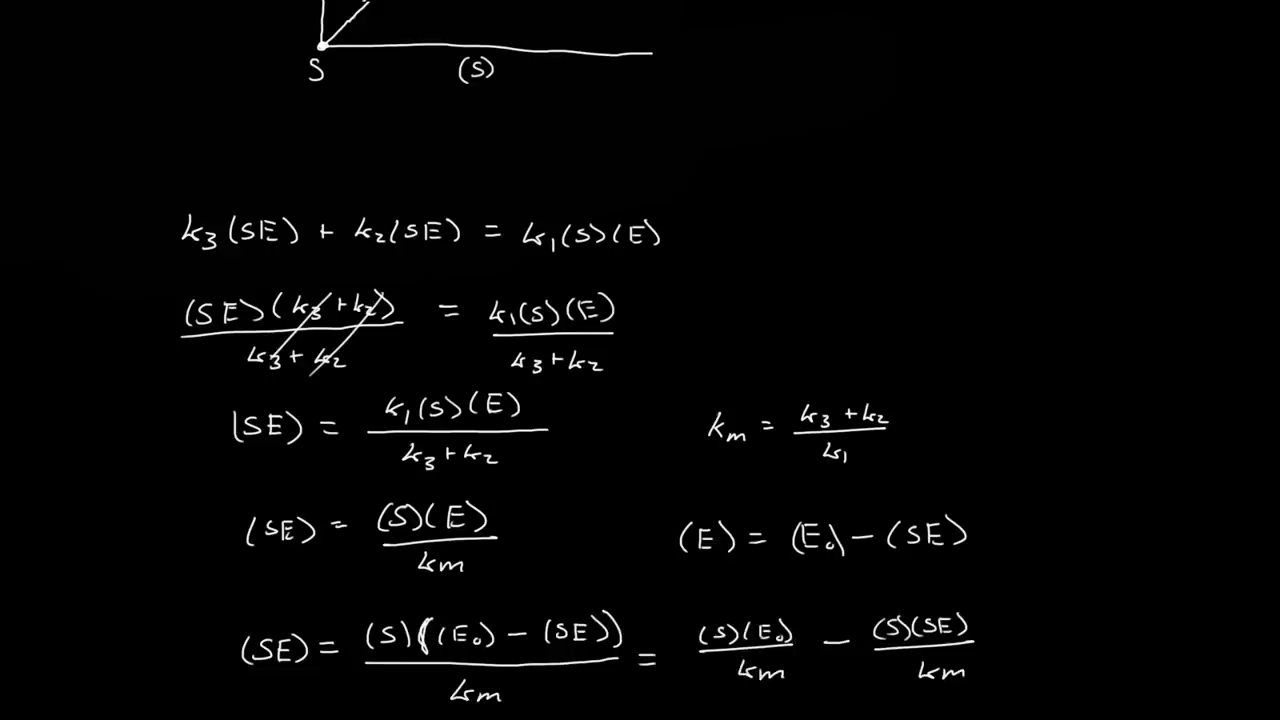 S (S)
k₃(SE) + k₂(SE) = k₁(S)(E)
(SE)(k₃+k₂) / k₃+k₂ = k₁(S)(E) / k₃+k₂
(SE) = k₁(S)(E) / k₃+k₂
km = k₃+k₂ / k₁
(SE) = (S)(E) / km
(E) = (E₀) − (SE)
(SE) = (S)((E₀) − (SE)) / km = (S)(E₀) / km − (S)(SE) / km